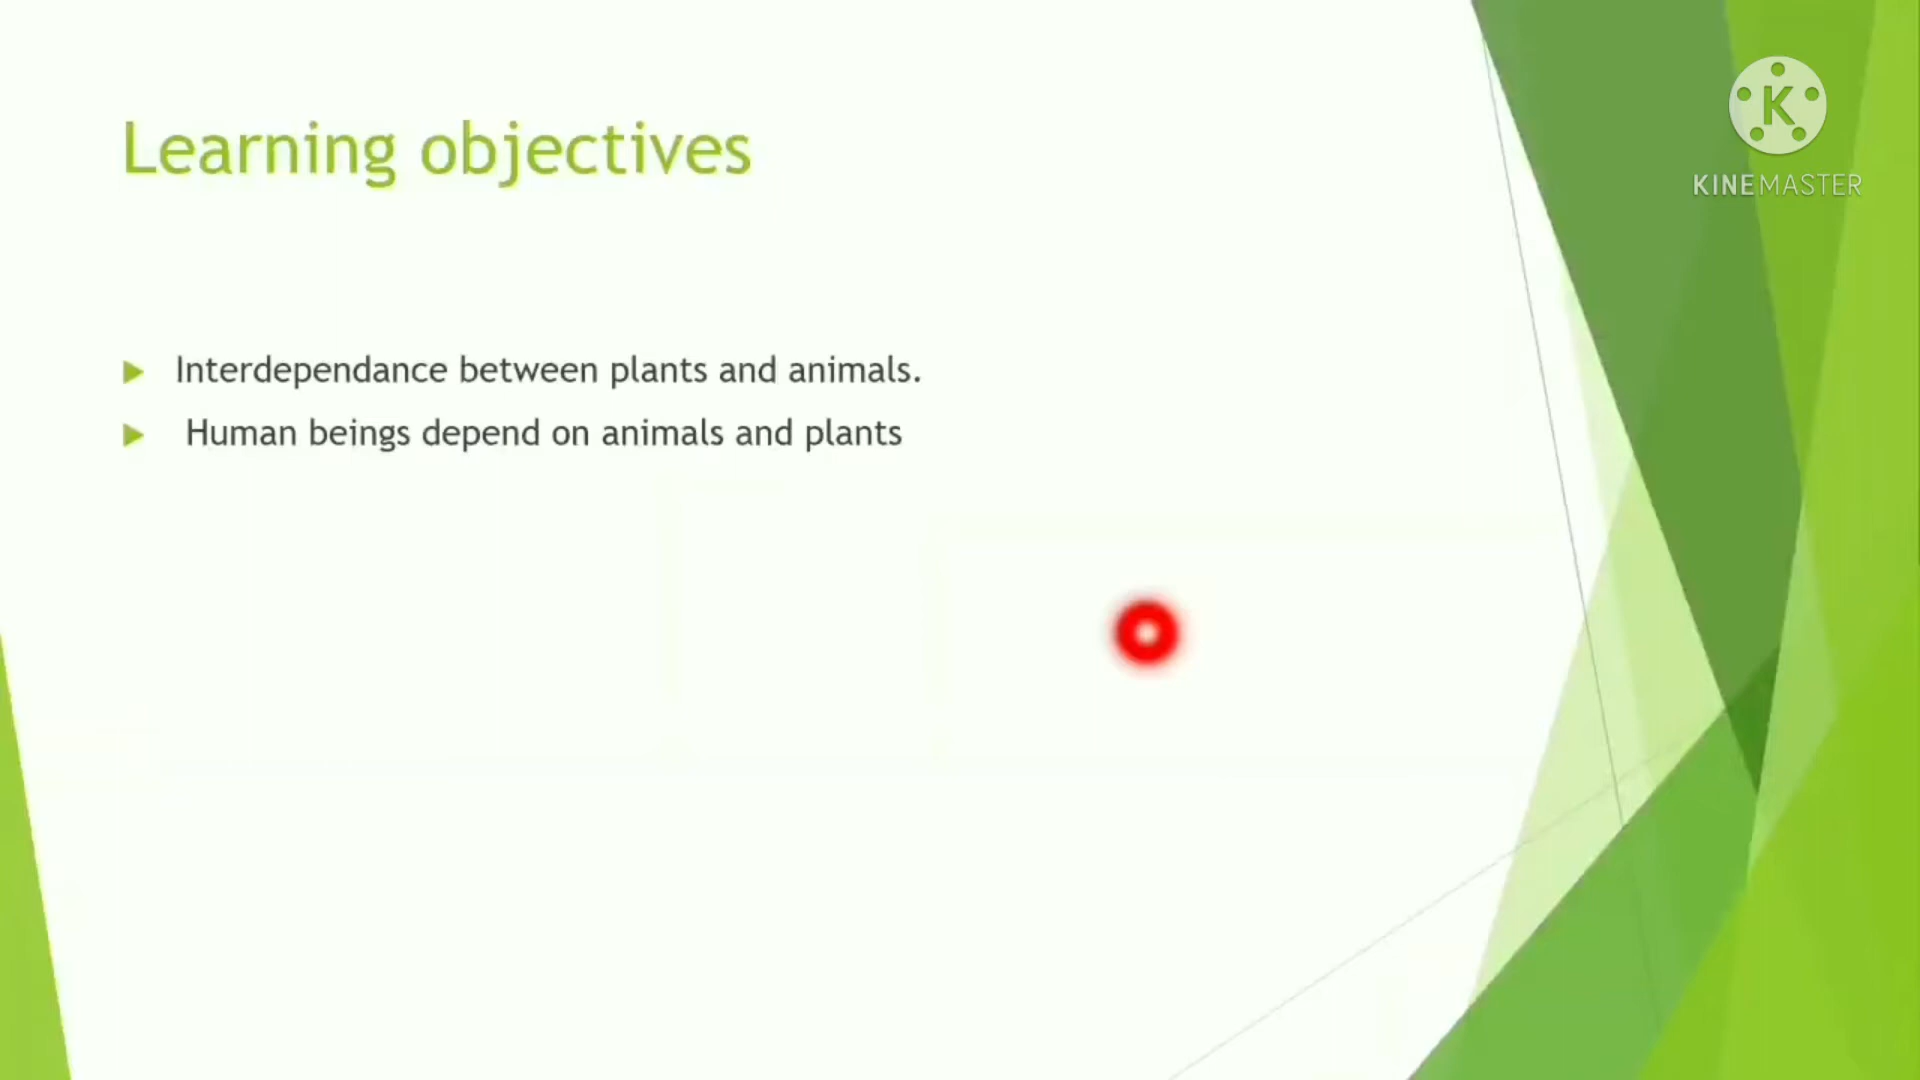 Learning objectives
K
KINEMASTER
Interdependance between plants and animals.
Human beings depend on animals and plants